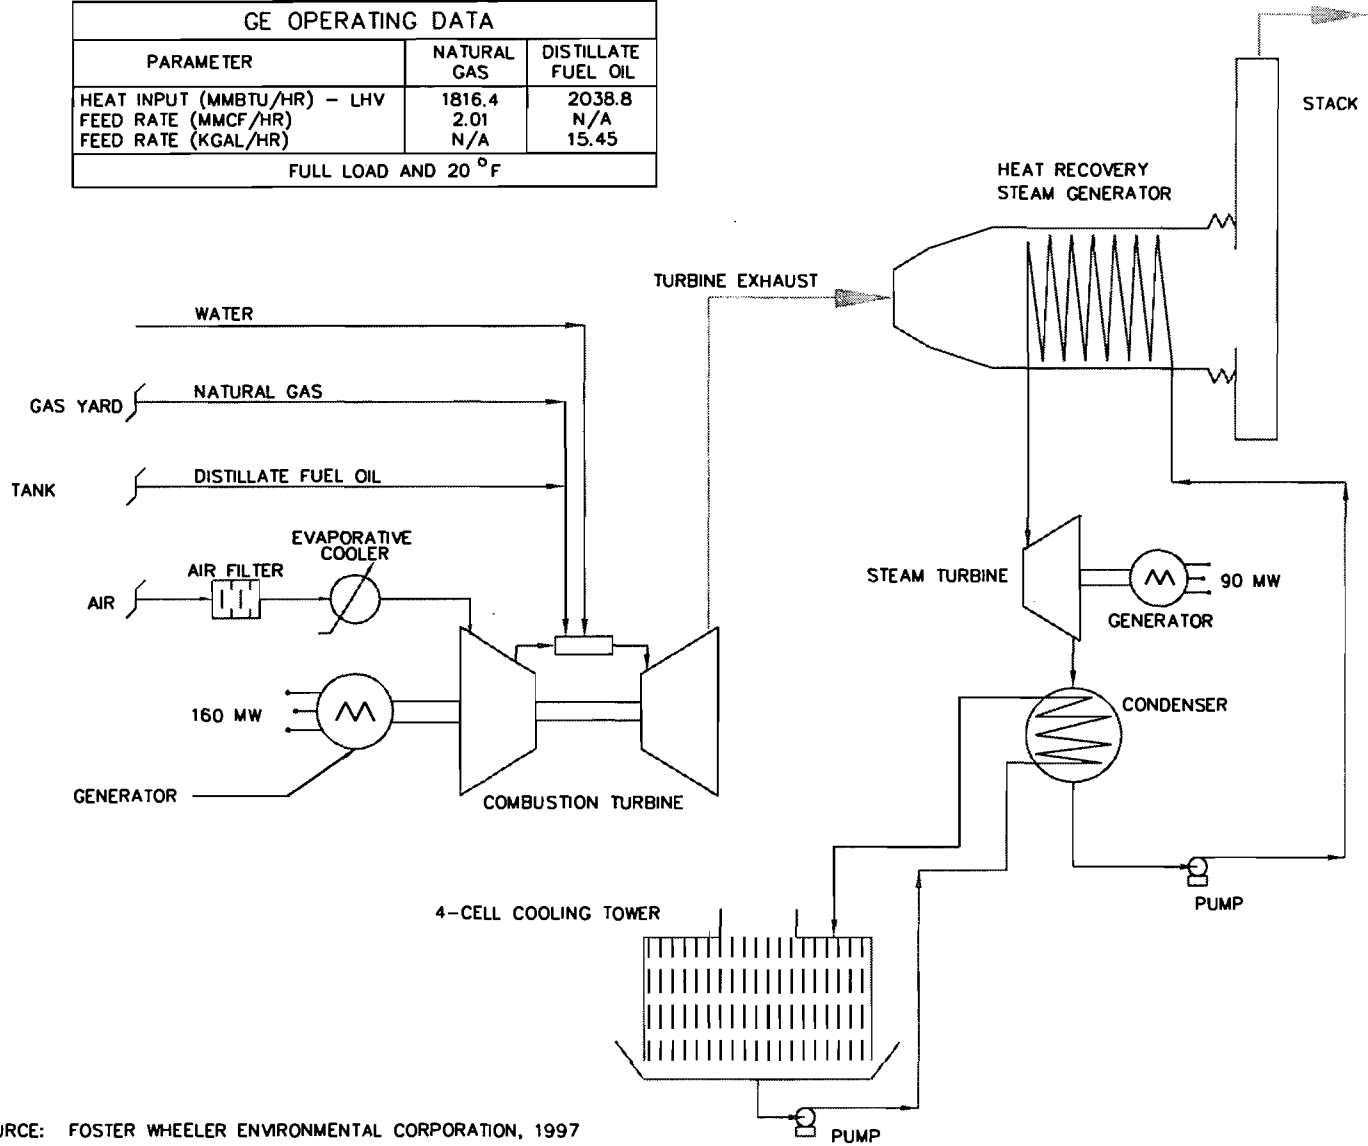 GE OPERATING DATA
PARAMETER
NATURAL GAS
DISTILLATE FUEL OIL
HEAT INPUT (MMBTU/HR) - LHV 1816.4 2038.8
FEED RATE (MMCF/HR) 2.01 N/A
FEED RATE (KGAL/HR) N/A 15.45
FULL LOAD AND 20 °F
STACK
HEAT RECOVERY
STEAM GENERATOR
TURBINE EXHAUST
WATER
NATURAL GAS
GAS YARD
DISTILLATE FUEL OIL
TANK
EVAPORATIVE
COOLER
AIR FILTER
AIR
STEAM TURBINE
90 MW
GENERATOR
160 MW
CONDENSER
GENERATOR
COMBUSTION TURBINE
PUMP
4-CELL COOLING TOWER
PUMP
URCE: FOSTER WHEELER ENVIRONMENTAL CORPORATION, 1997